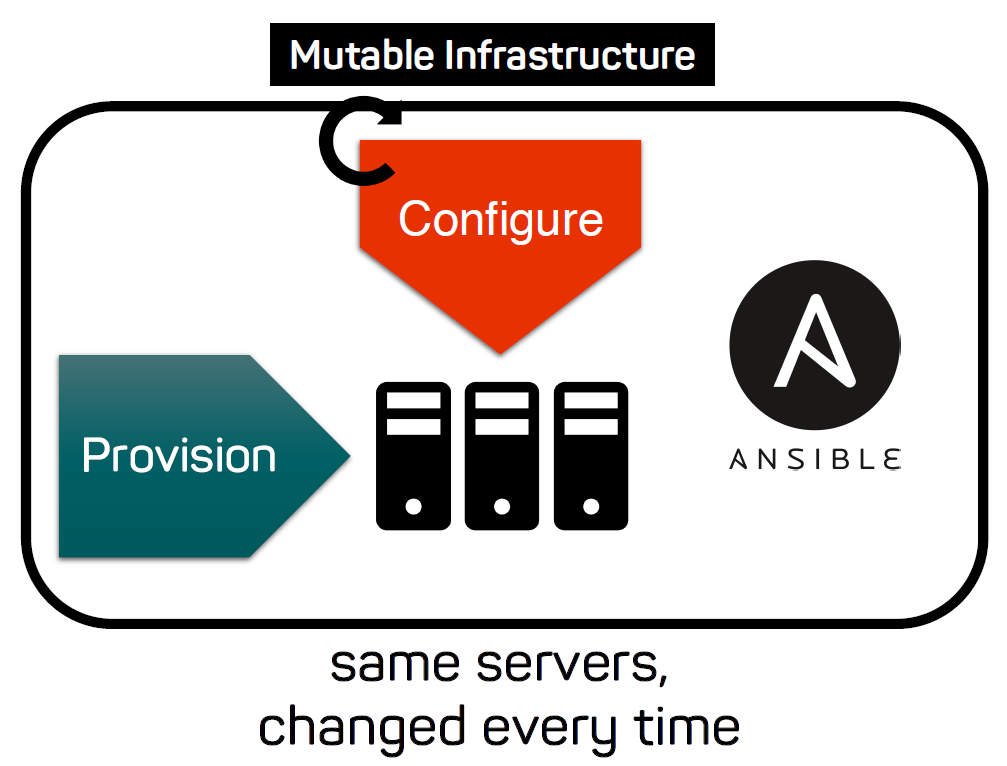 Mutable Infrastructure
Configure
Provision
ANSIBLE
same servers,
changed every time